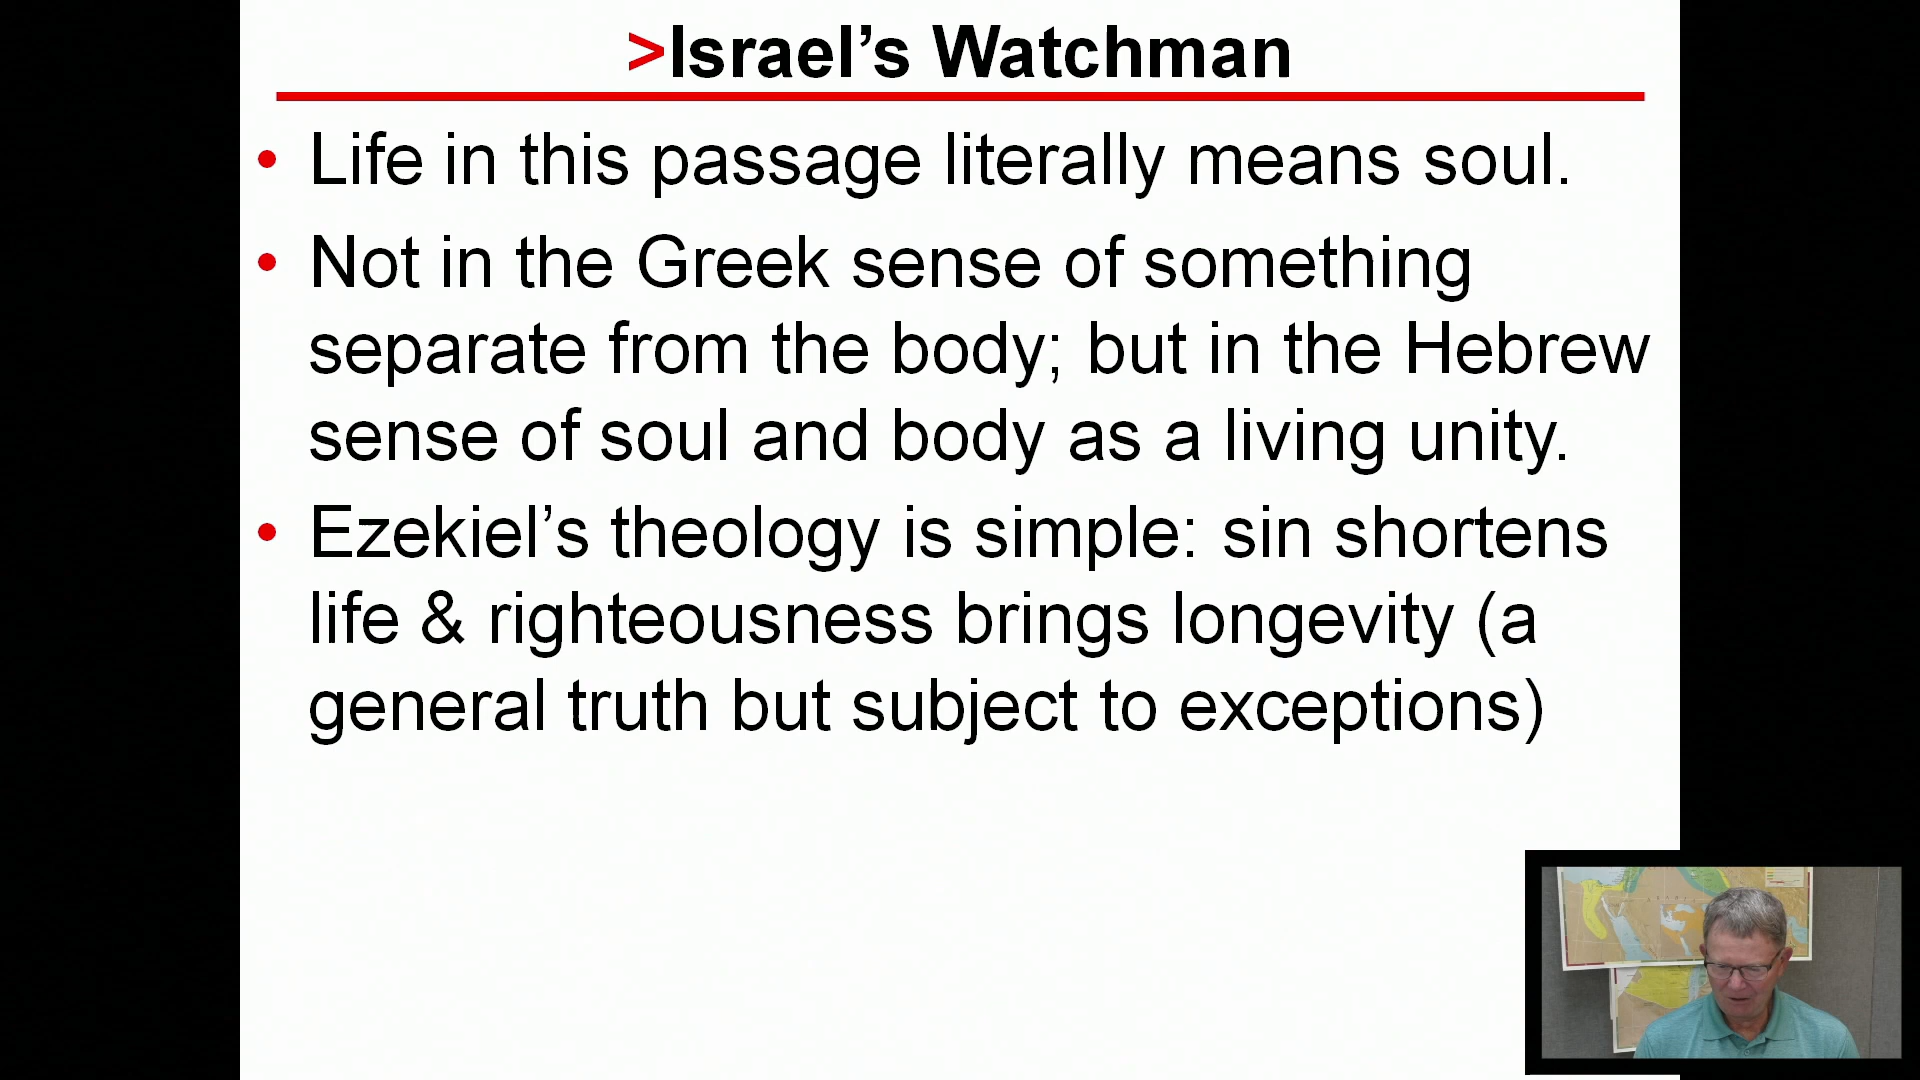 >Israel’s Watchman
• Life in this passage literally means soul.
• Not in the Greek sense of something
separate from the body; but in the Hebrew
sense of soul and body as a living unity.
• Ezekiel’s theology is simple: sin shortens
life & righteousness brings longevity (a
general truth but subject to exceptions)